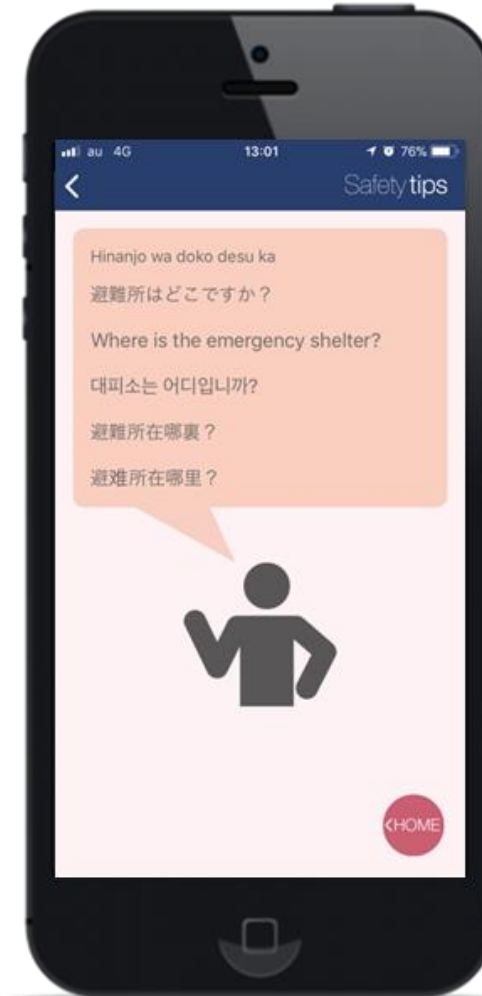 au 4G 13:01 76%
Safety tips
Hinanjo wa doko desu ka
避難所はどこですか？
Where is the emergency shelter?
대피소는 어디입니까?
避難所在哪裏？
避难所在哪里？
<HOME